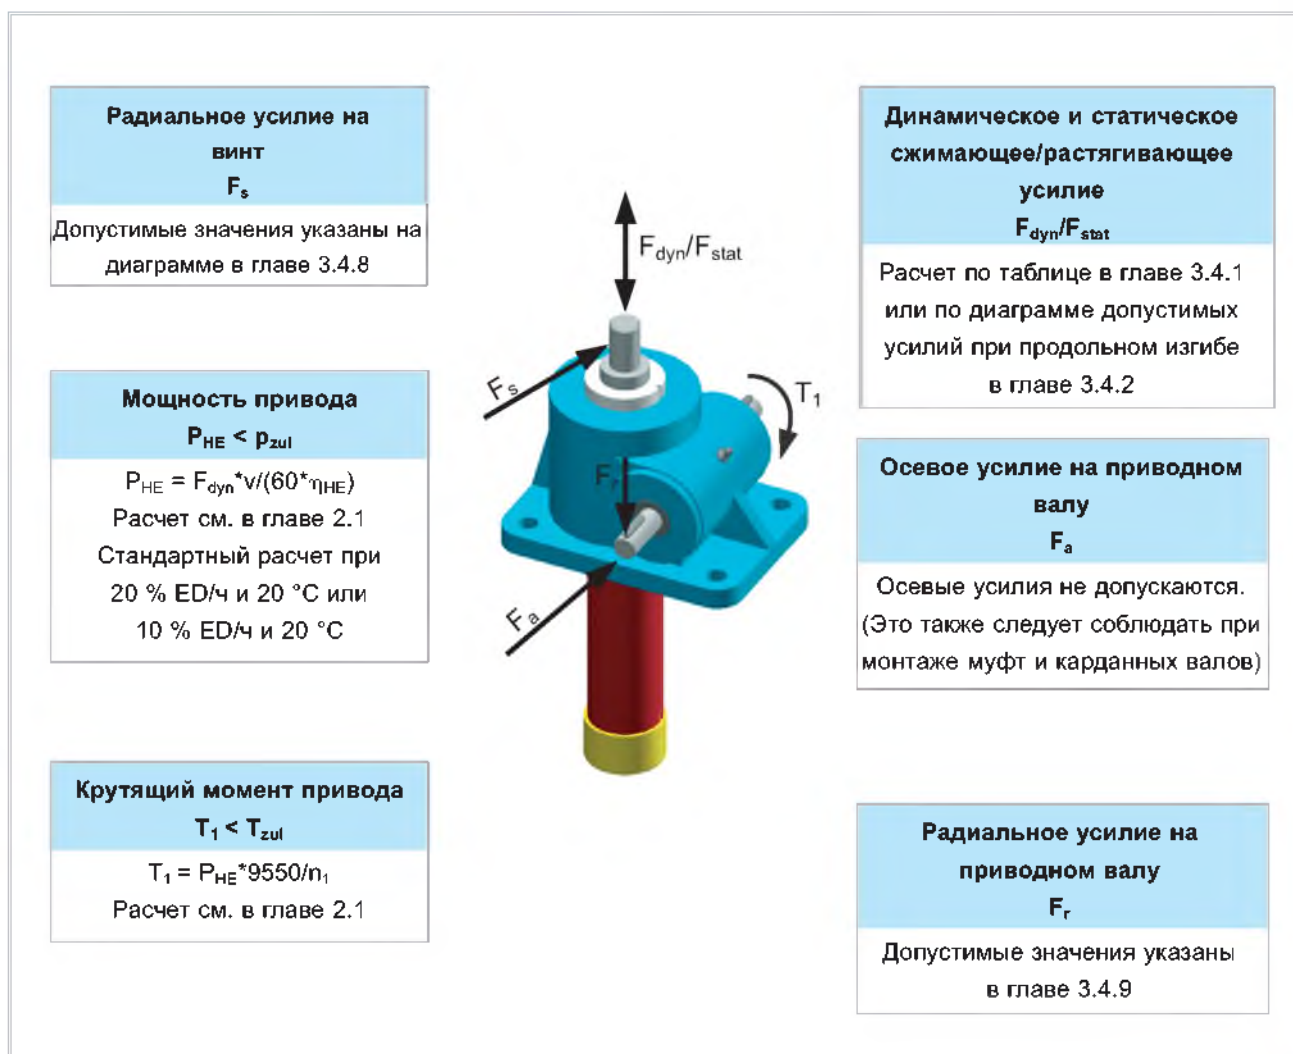 Радиальное усилие на
винт
Fs
Допустимые значения указаны на
диаграмме в главе 3.4.8
Мощность привода
PHE < pzul
PHE = Fdyn*v/(60*ηHE)
Расчет см. в главе 2.1
Стандартный расчет при
20 % ED/ч и 20 °C или
10 % ED/ч и 20 °C
Крутящий момент привода
T1 < Tzul
T1 = PHE*9550/n1
Расчет см. в главе 2.1
Fdyn/Fstat
Fs
T1
Fr
Fa
Динамическое и статическое
сжимающее/растягивающее
усилие
Fdyn/Fstat
Расчет по таблице в главе 3.4.1
или по диаграмме допустимых
усилий при продольном изгибе
в главе 3.4.2
Осевое усилие на приводном
валу
Fa
Осевые усилия не допускаются.
(Это также следует соблюдать при
монтаже муфт и карданных валов)
Радиальное усилие на
приводном валу
Fr
Допустимые значения указаны
в главе 3.4.9